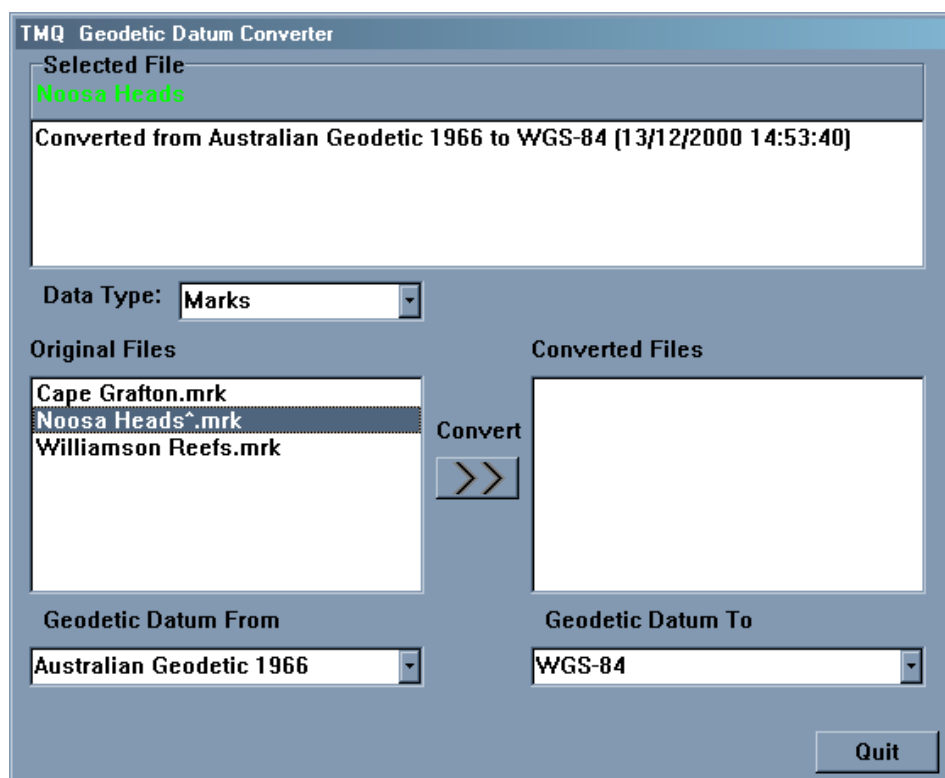 TMQ Geodetic Datum Converter
Selected File
Noosa Heads
Converted from Australian Geodetic 1966 to WGS-84 (13/12/2000 14:53:40)
Data Type: Marks
Original Files
Cape Grafton.mrk
Noosa Heads^.mrk
Williamson Reefs.mrk
Convert
>>
Converted Files
Geodetic Datum From
Australian Geodetic 1966
Geodetic Datum To
WGS-84
Quit